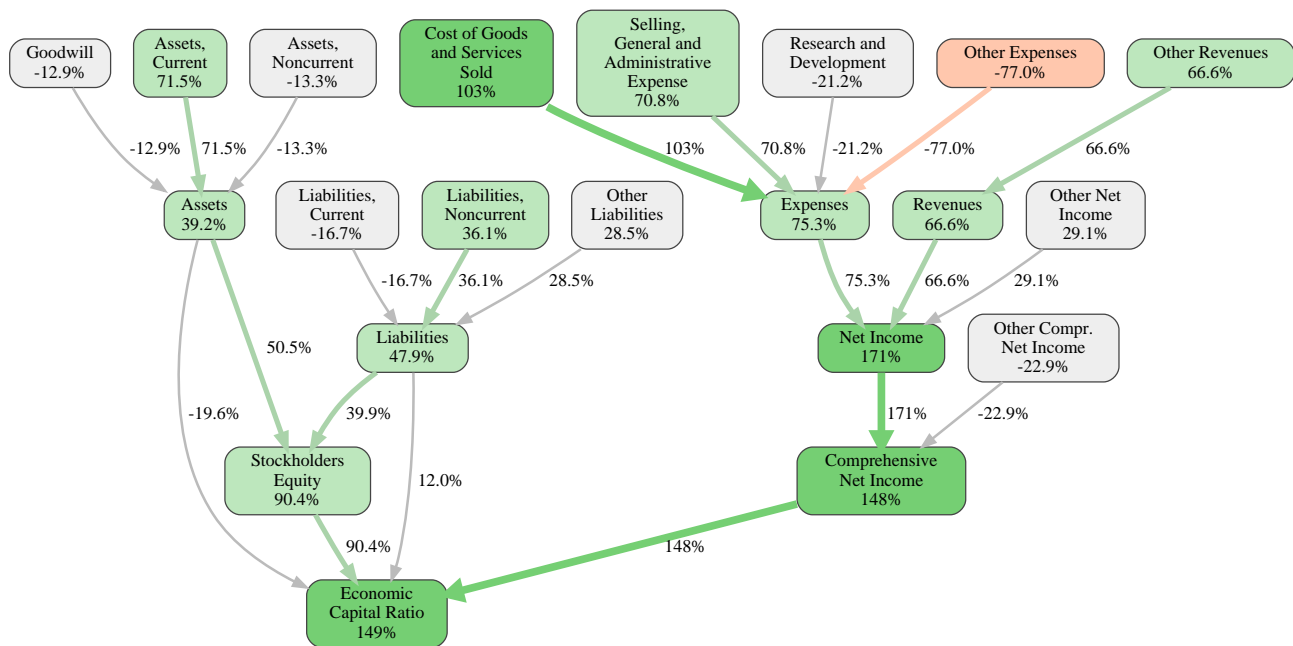 Goodwill
-12.9%
Assets,
Current
71.5%
Assets,
Noncurrent
-13.3%
Cost of Goods
and Services
Sold
103%
Selling,
General and
Administrative
Expense
70.8%
Research and
Development
-21.2%
Other Expenses
-77.0%
Other Revenues
66.6%
-12.9%
71.5%
-13.3%
103%
70.8%
-21.2%
-77.0%
66.6%
Assets
39.2%
Liabilities,
Current
-16.7%
Liabilities,
Noncurrent
36.1%
Other
Liabilities
28.5%
Expenses
75.3%
Revenues
66.6%
Other Net
Income
29.1%
-16.7%
36.1%
28.5%
75.3%
66.6%
29.1%
50.5%
Liabilities
47.9%
Net Income
171%
Other Compr.
Net Income
-22.9%
-19.6%
39.9%
171%
-22.9%
Stockholders
Equity
90.4%
12.0%
Comprehensive
Net Income
148%
90.4%
148%
Economic
Capital Ratio
149%